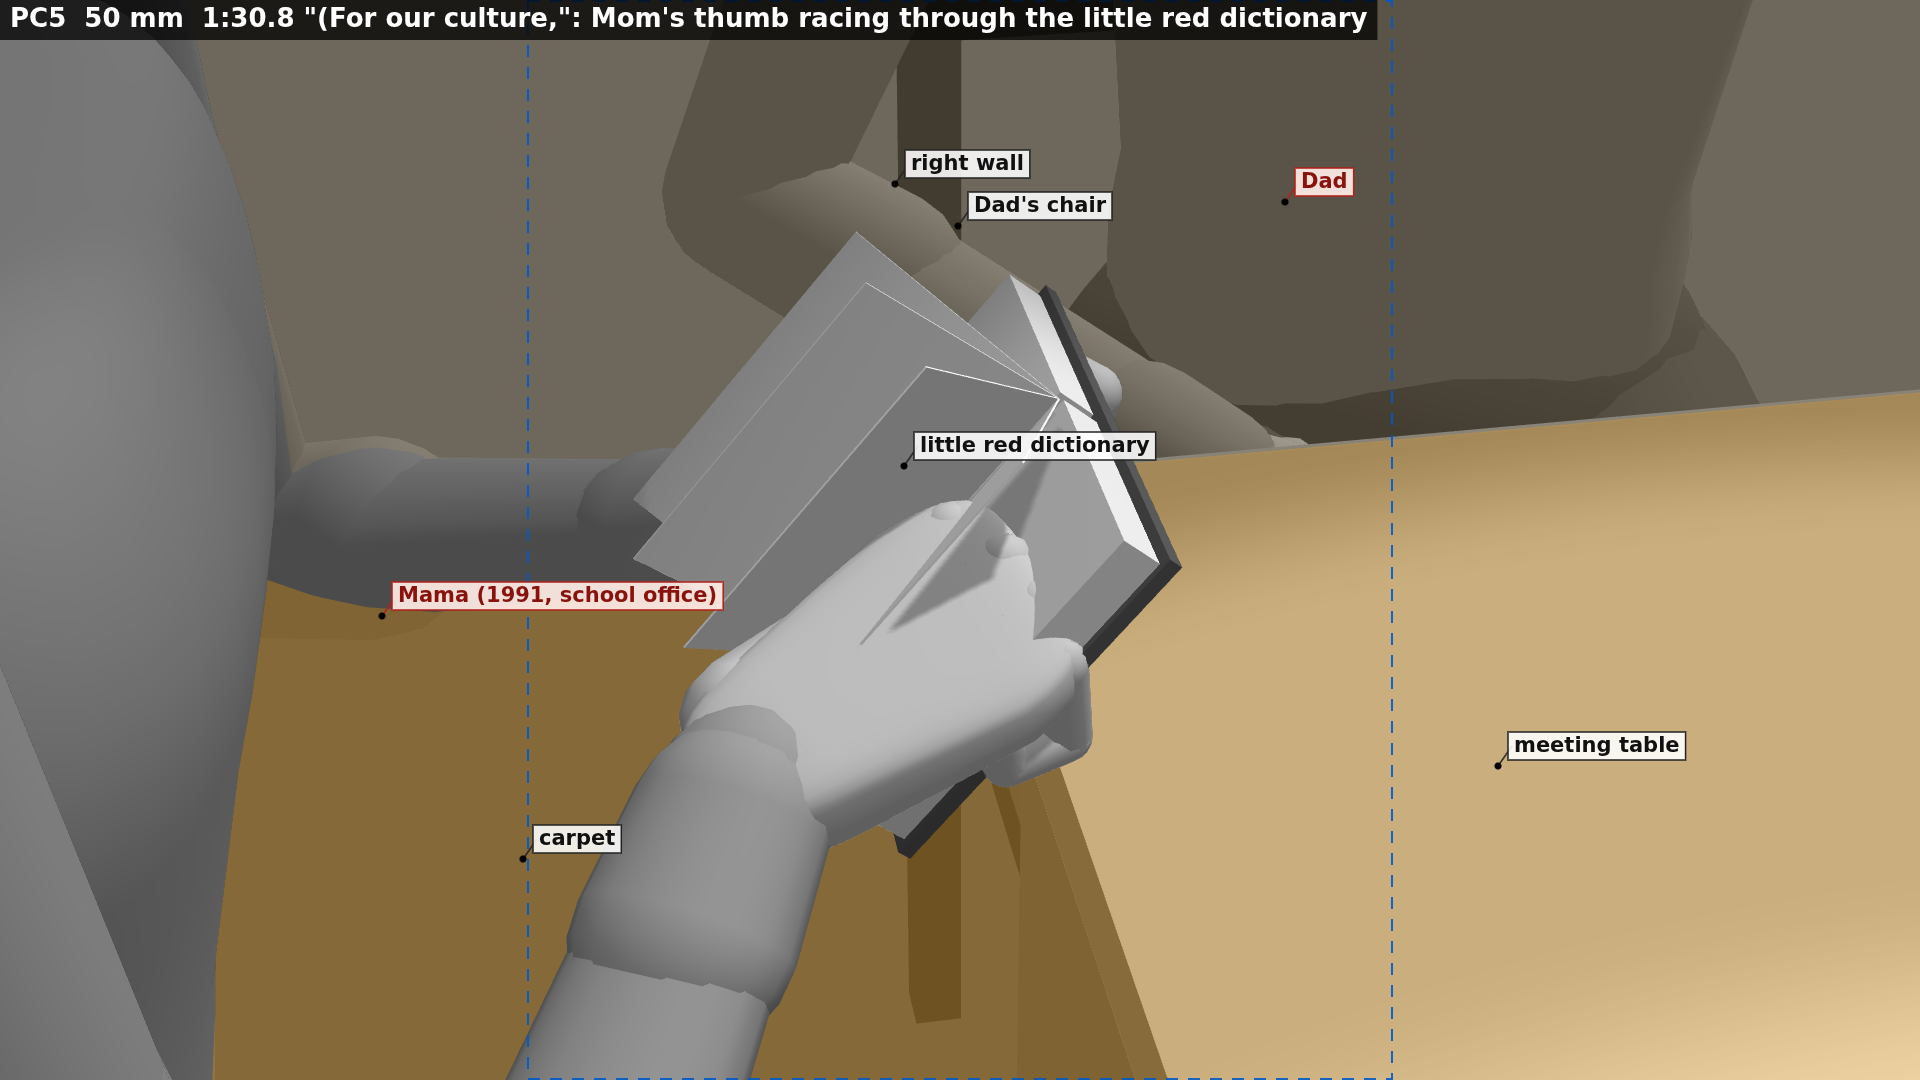 PC5 50 mm 1:30.8 "(For our culture,": Mom's thumb racing through the little red dictionary
right wall
Dad
Dad's chair
little red dictionary
Mama (1991, school office)
meeting table
carpet